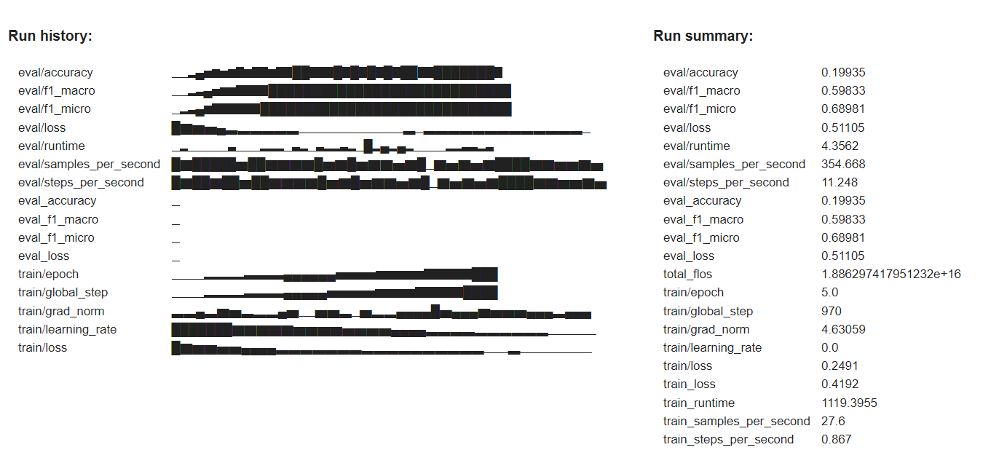 Run history:
eval/accuracy
eval/f1_macro
eval/f1_micro
eval/loss
eval/runtime
eval/samples_per_second
eval/steps_per_second
eval_accuracy
eval_f1_macro
eval_f1_micro
eval_loss
train/epoch
train/global_step
train/grad_norm
train/learning_rate
train/loss
Run summary:
eval/accuracy 0.19935
eval/f1_macro 0.59833
eval/f1_micro 0.68981
eval/loss 0.51105
eval/runtime 4.3562
eval/samples_per_second 354.668
eval/steps_per_second 11.248
eval_accuracy 0.19935
eval_f1_macro 0.59833
eval_f1_micro 0.68981
eval_loss 0.51105
total_flos 1.886297417951232e+16
train/epoch 5.0
train/global_step 970
train/grad_norm 4.63059
train/learning_rate 0.0
train/loss 0.2491
train_loss 0.4192
train_runtime 1119.3955
train_samples_per_second 27.6
train_steps_per_second 0.867